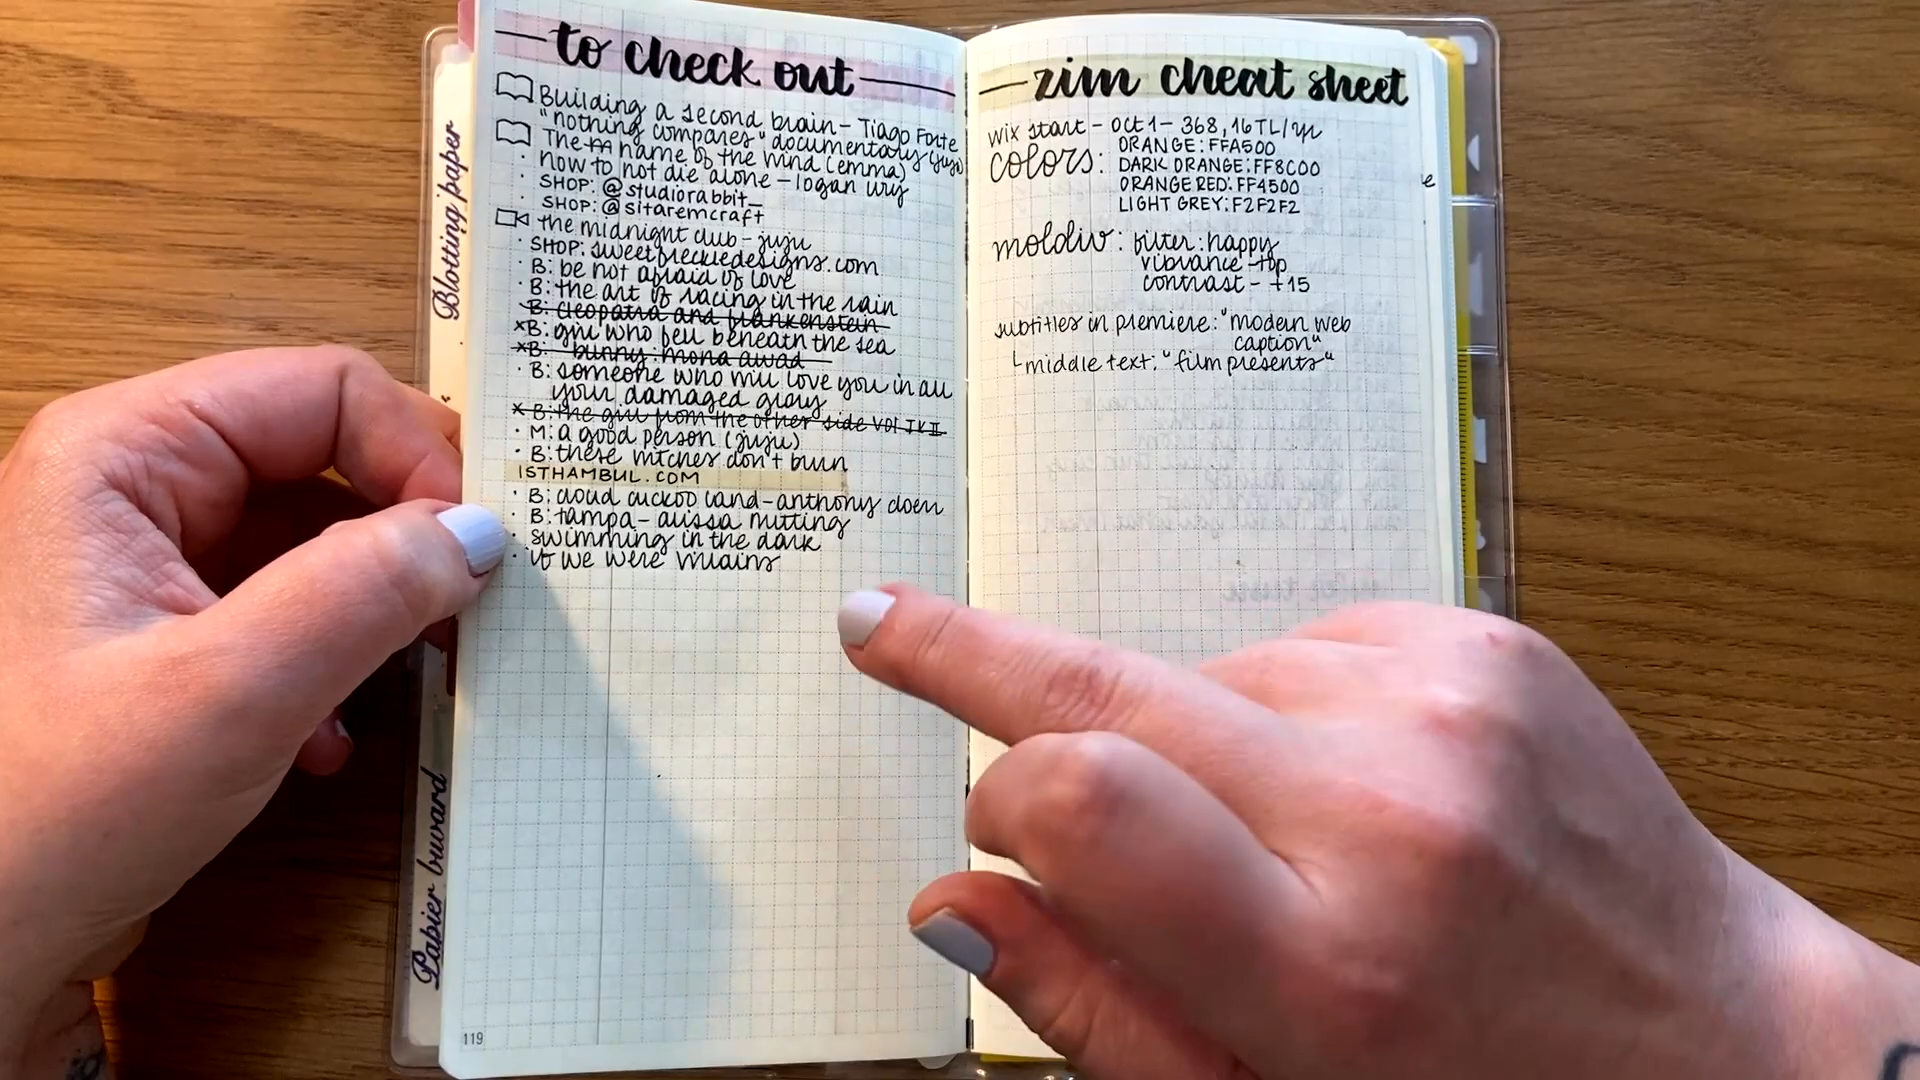 to check out
Building a second brain - Tiago Forte
"nothing compares" documentary (juju)
The name of the wind (emma)
· how to not die alone - logan ury
· SHOP: @studiorabbit_
· SHOP: @sitaremcraft
the midnight club - juju
· SHOP: sweetfreckledesigns.com
· B: be not afraid of love
· B: the art of racing in the rain
B: cleopatra and frankenstein
xB: girl who fell beneath the sea
xB: bunny: mona awad
· B: someone who will love you in all
your damaged glory
x B: the girl from the other side VOL I & II
· M: a good person (juju)
· B: these witches don't burn
ISTHAMBUL.COM
· B: cloud cuckoo land - anthony doerr
· B: tampa - alissa nutting
· swimming in the dark
· if we were villains
119
zim cheat sheet
wix start - Oct 1 - 368,16TL/yr
colors: ORANGE: FFA500
DARK ORANGE: FF8C00
ORANGE RED: FF4500
LIGHT GREY: F2F2F2
moldiv: filter: happy
vibrance - top
contrast - +15
subtitles in premiere: "modern web
caption"
middle text: "film presents"
e
Blotting paper
Papier buvard